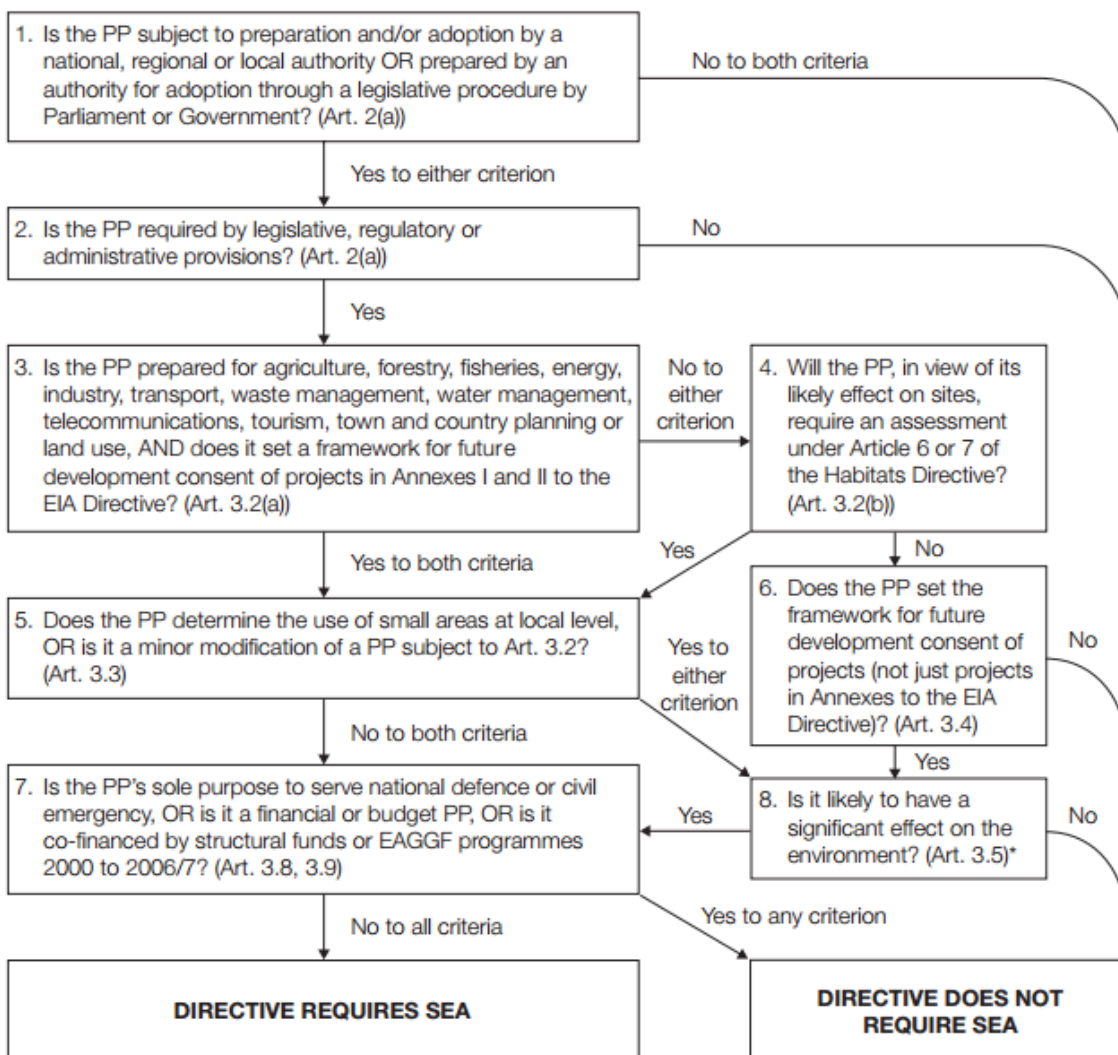 1. Is the PP subject to preparation and/or adoption by a
national, regional or local authority OR prepared by an
authority for adoption through a legislative procedure by
Parliament or Government? (Art. 2(a))
No to both criteria
Yes to either criterion
2. Is the PP required by legislative, regulatory or
administrative provisions? (Art. 2(a))
No
Yes
3. Is the PP prepared for agriculture, forestry, fisheries, energy,
industry, transport, waste management, water management,
telecommunications, tourism, town and country planning or
land use, AND does it set a framework for future
development consent of projects in Annexes I and II to the
EIA Directive? (Art. 3.2(a))
No to
either
criterion
4. Will the PP, in view of its
likely effect on sites,
require an assessment
under Article 6 or 7 of
the Habitats Directive?
(Art. 3.2(b))
Yes to both criteria
Yes
No
5. Does the PP determine the use of small areas at local level,
OR is it a minor modification of a PP subject to Art. 3.2?
(Art. 3.3)
Yes to
either
criterion
6. Does the PP set the
framework for future
development consent of
projects (not just projects
in Annexes to the EIA
Directive)? (Art. 3.4)
No
No to both criteria
Yes
7. Is the PP's sole purpose to serve national defence or civil
emergency, OR is it a financial or budget PP, OR is it
co-financed by structural funds or EAGGF programmes
2000 to 2006/7? (Art. 3.8, 3.9)
Yes
8. Is it likely to have a
significant effect on the
environment? (Art. 3.5)*
No
No to all criteria
Yes to any criterion
DIRECTIVE REQUIRES SEA
DIRECTIVE DOES NOT
REQUIRE SEA